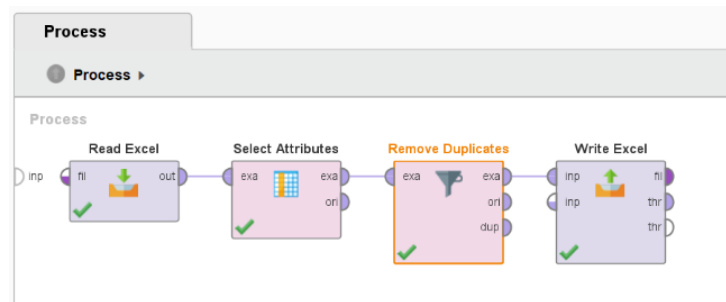 Process
Process
Process
Read Excel Select Attributes Remove Duplicates Write Excel
inp fil out exa exa exa exa inp fil
ori ori inp thr
dup thr